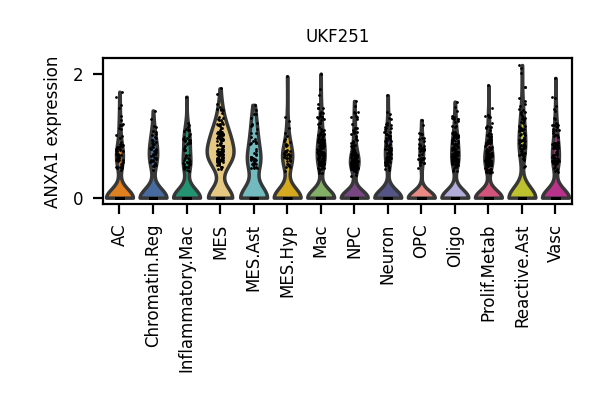 UKF251
ANXA1 expression
2
0
AC
Chromatin.Reg
Inflammatory.Mac
MES
MES.Ast
MES.Hyp
Mac
NPC
Neuron
OPC
Oligo
Prolif.Metab
Reactive.Ast
Vasc